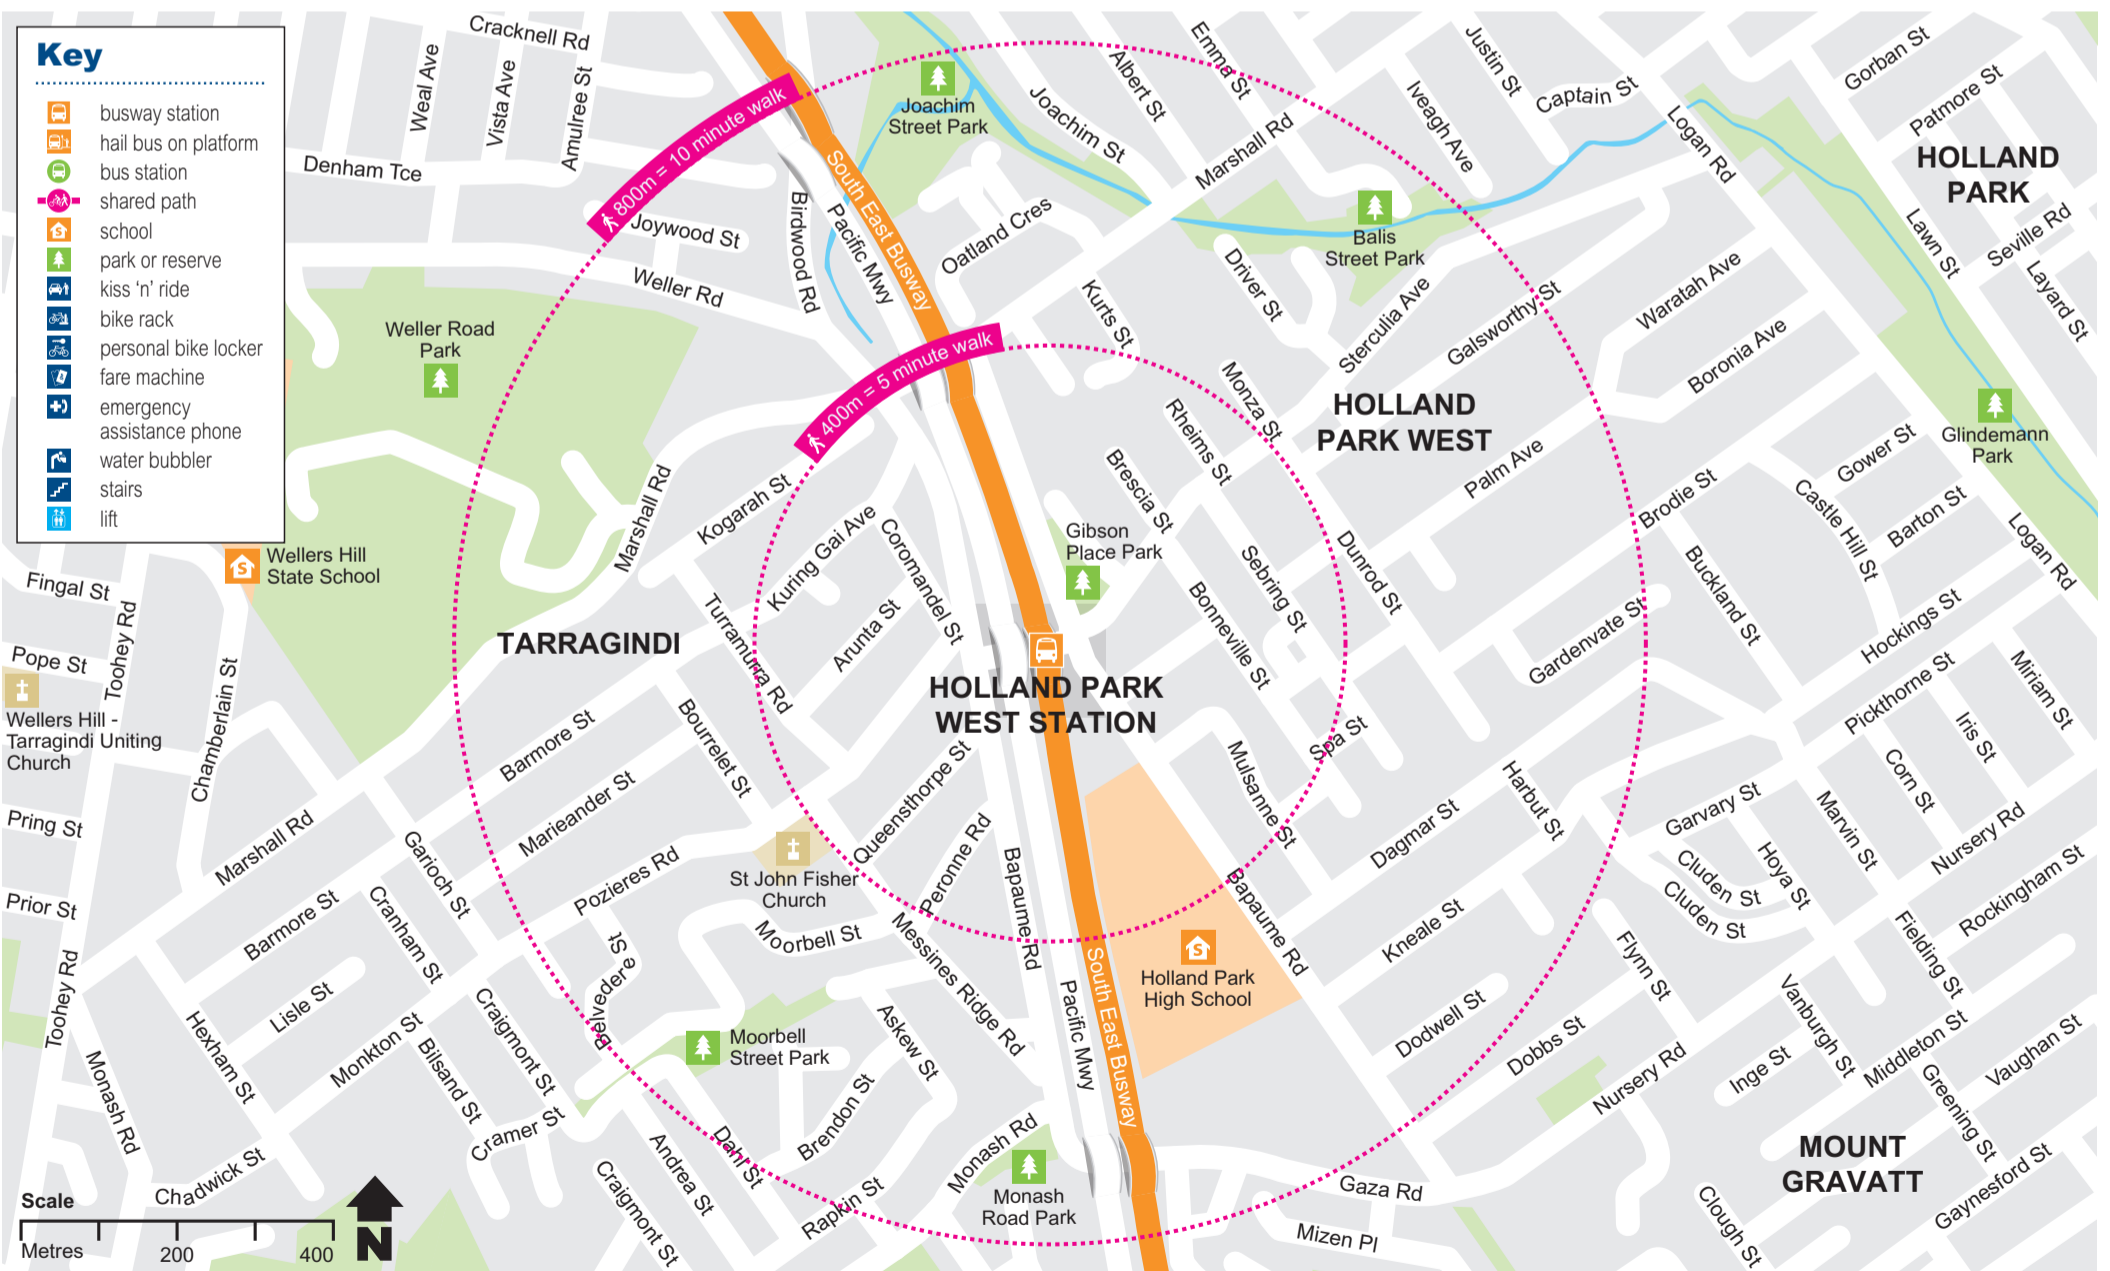 Key
busway station
hail bus on platform
bus station
shared path
school
park or reserve
kiss ‘n’ ride
bike rack
personal bike locker
fare machine
emergency
assistance phone
water bubbler
stairs
lift
Cracknell Rd
Weal Ave
Vista Ave
Amulree St
Denham Tce
Joywood St
Weller Rd
Birdwood Rd
Pacific Mwy
South East Busway
800m = 10 minute walk
400m = 5 minute walk
Joachim
Street Park
Joachim St
Albert St
Emma St
Marshall Rd
Iveagh Ave
Justin St
Captain St
Logan Rd
Gorban St
Patmore St
HOLLAND
PARK
Lawn St
Seville Rd
Layard St
Oatland Cres
Kurts St
Driver St
Balis
Street Park
Sterculia Ave
Galsworthy St
Waratah Ave
Boronia Ave
Glindemann
Park
Weller Road
Park
Marshall Rd
Kogarah St
Kuring Gai Ave
Coromandel St
Arunta St
Turramurra Rd
Monza St
Rheims St
Brescia St
HOLLAND
PARK WEST
Palm Ave
Brodie St
Gower St
Castle Hill St
Barton St
Logan Rd
Gibson
Place Park
Sebring St
Bonneville St
Dunrod St
Buckland St
Gardenvate St
Hockings St
Pickthorne St
Miriam St
Iris St
Corn St
Wellers Hill
State School
Fingal St
Toohey Rd
Pope St
Wellers Hill -
Tarragindi Uniting
Church
Chamberlain St
Pring St
Prior St
Toohey Rd
TARRAGINDI
HOLLAND PARK
WEST STATION
Barmore St
Bourrelet St
Marieander St
Queensthorpe St
Peronne Rd
Bapaume Rd
Mulsanne St
Spa St
Harbut St
Dagmar St
Garvary St
Marvin St
Nursery Rd
Rockingham St
Cluden St
Cluden St
Hoya St
Fielding St
Marshall Rd
Garioch St
Pozieres Rd
St John Fisher
Church
Moorbell St
Messines Ridge Rd
Bapaume Rd
Holland Park
High School
Kneale St
Flynn St
Vanburgh St
Barmore St
Cranham St
Lisle St
Belvedere St
Moorbell
Street Park
Askew St
Pacific Mwy
South East Busway
Dodwell St
Dobbs St
Nursery Rd
Inge St
Middleton St
Vaughan St
Greening St
Hexham St
Monkton St
Bilsand St
Craigmont St
Cramer St
Monash Rd
Chadwick St
Brendon St
Dahl St
Andrea St
Craigmont St
Rapkin St
Monash Rd
Monash
Road Park
Gaza Rd
Mizen Pl
MOUNT
GRAVATT
Clough St
Gaynesford St
Scale
Metres
200
400
N